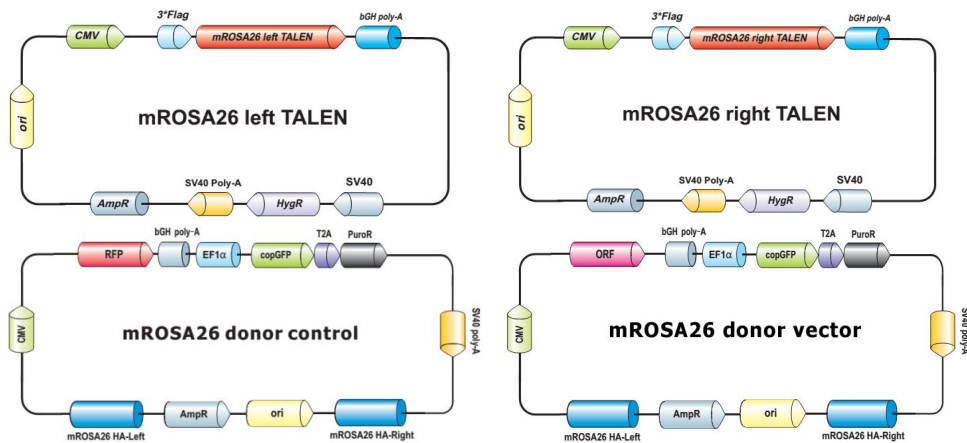 3*Flag
bGH poly-A
CMV
mROSA26 left TALEN
ori
mROSA26 left TALEN
SV40 Poly-A
SV40
AmpR
HygR
3*Flag
bGH poly-A
CMV
mROSA26 right TALEN
ori
mROSA26 right TALEN
SV40 Poly-A
SV40
AmpR
HygR
bGH poly-A
T2A
PuroR
RFP
EF1α
copGFP
CMV
mROSA26 donor control
SV40 poly-A
AmpR
ori
mROSA26 HA-Left
mROSA26 HA-Right
bGH poly-A
T2A
PuroR
ORF
EF1α
copGFP
CMV
mROSA26 donor vector
SV40 poly-A
AmpR
ori
mROSA26 HA-Left
mROSA26 HA-Right